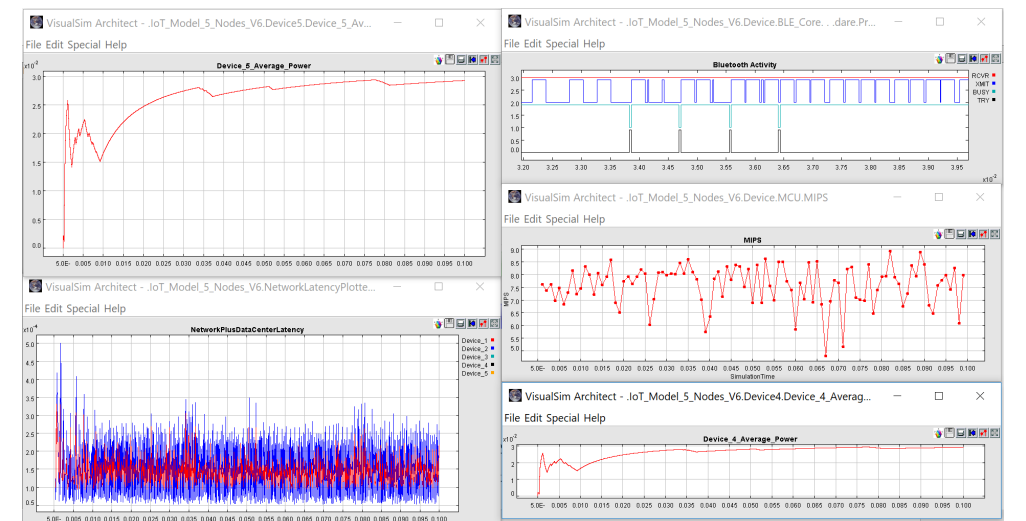 VisualSim Architect - .IoT_Model_5_Nodes_V6.Device5.Device_5_Av...
File Edit Special Help
x10^-2
Device_5_Average_Power
3.0
2.5
2.0
1.5
1.0
0.5
0.0
5.0E- 0.005 0.010 0.015 0.020 0.025 0.030 0.035 0.040 0.045 0.050 0.055 0.060 0.065 0.070 0.075 0.080 0.085 0.090 0.095 0.100
VisualSim Architect - .IoT_Model_5_Nodes_V6.NetworkLatencyPlotte...
File Edit Special Help
x10^-4
NetworkPlusDataCenterLatency
Device_1
Device_2
Device_3
Device_4
Device_5
5.0
4.5
4.0
3.5
3.0
2.5
2.0
1.5
1.0
0.5
5.0E- 0.005 0.010 0.015 0.020 0.025 0.030 0.035 0.040 0.045 0.050 0.055 0.060 0.065 0.070 0.075 0.080 0.085 0.090 0.095 0.100
VisualSim Architect - .IoT_Model_5_Nodes_V6.Device.BLE_Core. . .dare.Pr...
File Edit Special Help
Bluetooth Activity
RCVR
XMIT
BUSY
TRY
3.0
2.5
2.0
1.5
1.0
0.5
0.0
3.20 3.25 3.30 3.35 3.40 3.45 3.50 3.55 3.60 3.65 3.70 3.75 3.80 3.85 3.90 3.95
x10^-2
VisualSim Architect - .IoT_Model_5_Nodes_V6.Device.MCU.MIPS
File Edit Special Help
MIPS
MIPS
9.0
8.5
8.0
7.5
7.0
6.5
6.0
5.5
5.0
5.0E- 0.005 0.010 0.015 0.020 0.025 0.030 0.035 0.040 0.045 0.050 0.055 0.060 0.065 0.070 0.075 0.080 0.085 0.090 0.095 0.100
SimulationTime
VisualSim Architect - .IoT_Model_5_Nodes_V6.Device4.Device_4_Averag...
File Edit Special Help
x10^-2
Device_4_Average_Power
3
2
1
0
5.0E- 0.005 0.010 0.015 0.020 0.025 0.030 0.035 0.040 0.045 0.050 0.055 0.060 0.065 0.070 0.075 0.080 0.085 0.090 0.095 0.100